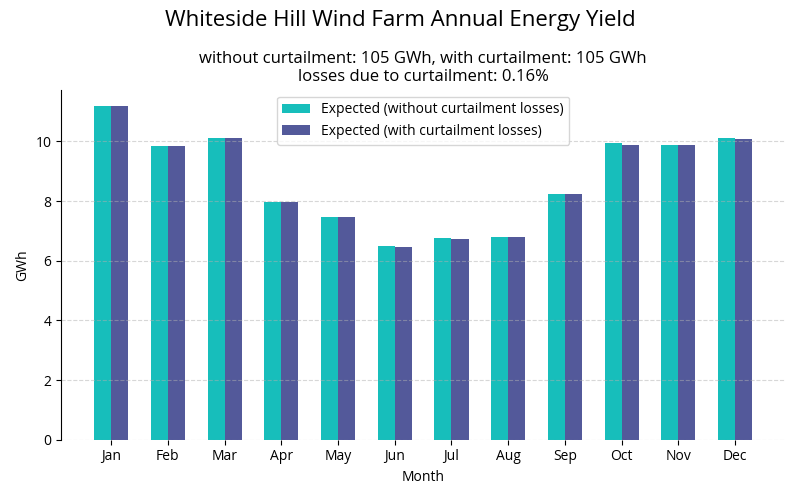 Whiteside Hill Wind Farm Annual Energy Yield
without curtailment: 105 GWh, with curtailment: 105 GWh
losses due to curtailment: 0.16%
Expected (without curtailment losses)
Expected (with curtailment losses)
10
8
6
4
2
0
GWh
Jan Feb Mar Apr May Jun Jul Aug Sep Oct Nov Dec
Month